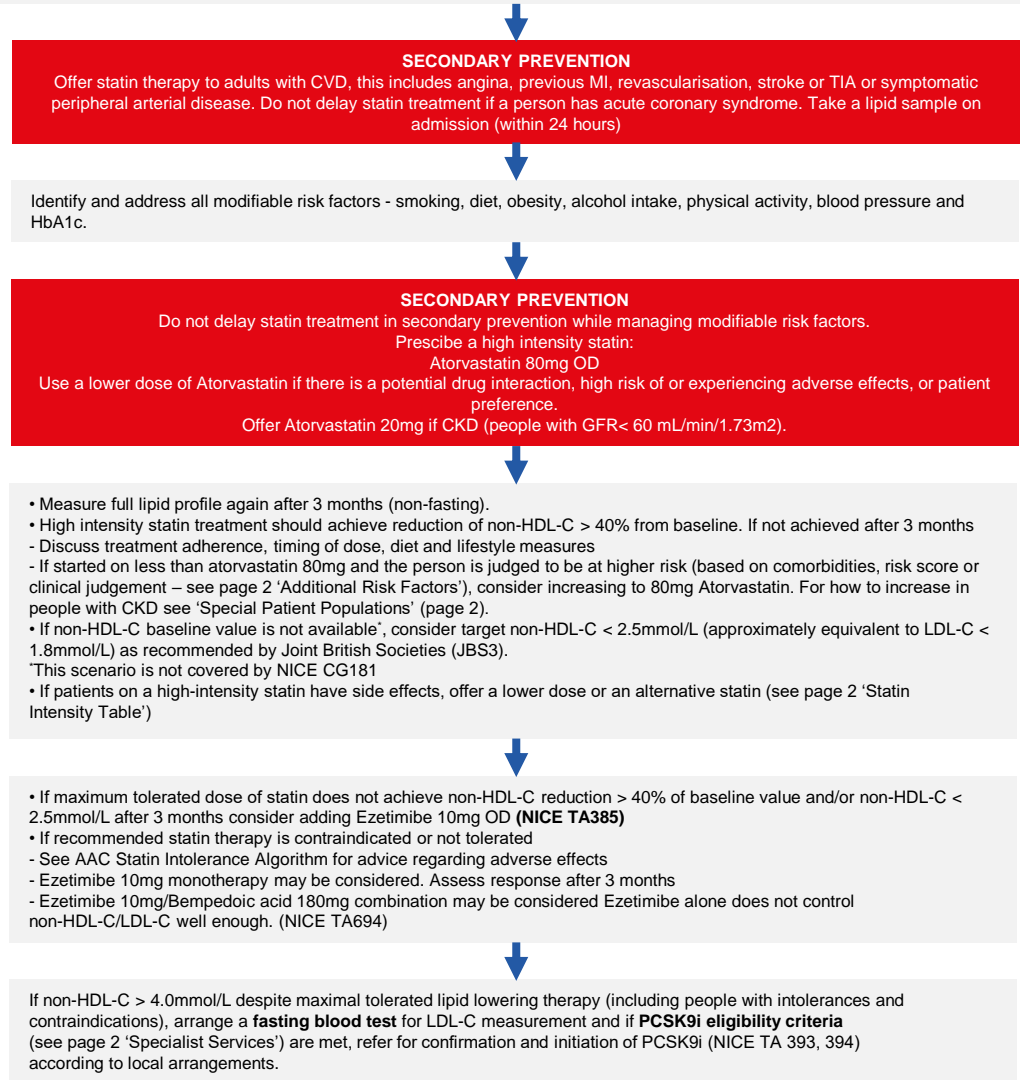 SECONDARY PREVENTION
Offer statin therapy to adults with CVD, this includes angina, previous MI, revascularisation, stroke or TIA or symptomatic
peripheral arterial disease. Do not delay statin treatment if a person has acute coronary syndrome. Take a lipid sample on
admission (within 24 hours)
Identify and address all modifiable risk factors - smoking, diet, obesity, alcohol intake, physical activity, blood pressure and
HbA1c.
SECONDARY PREVENTION
Do not delay statin treatment in secondary prevention while managing modifiable risk factors.
Prescibe a high intensity statin:
Atorvastatin 80mg OD
Use a lower dose of Atorvastatin if there is a potential drug interaction, high risk of or experiencing adverse effects, or patient
preference.
Offer Atorvastatin 20mg if CKD (people with GFR< 60 mL/min/1.73m2).
• Measure full lipid profile again after 3 months (non-fasting).
• High intensity statin treatment should achieve reduction of non-HDL-C > 40% from baseline. If not achieved after 3 months
- Discuss treatment adherence, timing of dose, diet and lifestyle measures
- If started on less than atorvastatin 80mg and the person is judged to be at higher risk (based on comorbidities, risk score or
clinical judgement – see page 2 ‘Additional Risk Factors’), consider increasing to 80mg Atorvastatin. For how to increase in
people with CKD see ‘Special Patient Populations’ (page 2).
• If non-HDL-C baseline value is not available*, consider target non-HDL-C < 2.5mmol/L (approximately equivalent to LDL-C <
1.8mmol/L) as recommended by Joint British Societies (JBS3).
*This scenario is not covered by NICE CG181
• If patients on a high-intensity statin have side effects, offer a lower dose or an alternative statin (see page 2 ‘Statin
Intensity Table’)
• If maximum tolerated dose of statin does not achieve non-HDL-C reduction > 40% of baseline value and/or non-HDL-C <
2.5mmol/L after 3 months consider adding Ezetimibe 10mg OD (NICE TA385)
• If recommended statin therapy is contraindicated or not tolerated
- See AAC Statin Intolerance Algorithm for advice regarding adverse effects
- Ezetimibe 10mg monotherapy may be considered. Assess response after 3 months
- Ezetimibe 10mg/Bempedoic acid 180mg combination may be considered Ezetimibe alone does not control
non-HDL-C/LDL-C well enough. (NICE TA694)
If non-HDL-C > 4.0mmol/L despite maximal tolerated lipid lowering therapy (including people with intolerances and
contraindications), arrange a fasting blood test for LDL-C measurement and if PCSK9i eligibility criteria
(see page 2 ‘Specialist Services’) are met, refer for confirmation and initiation of PCSK9i (NICE TA 393, 394)
according to local arrangements.